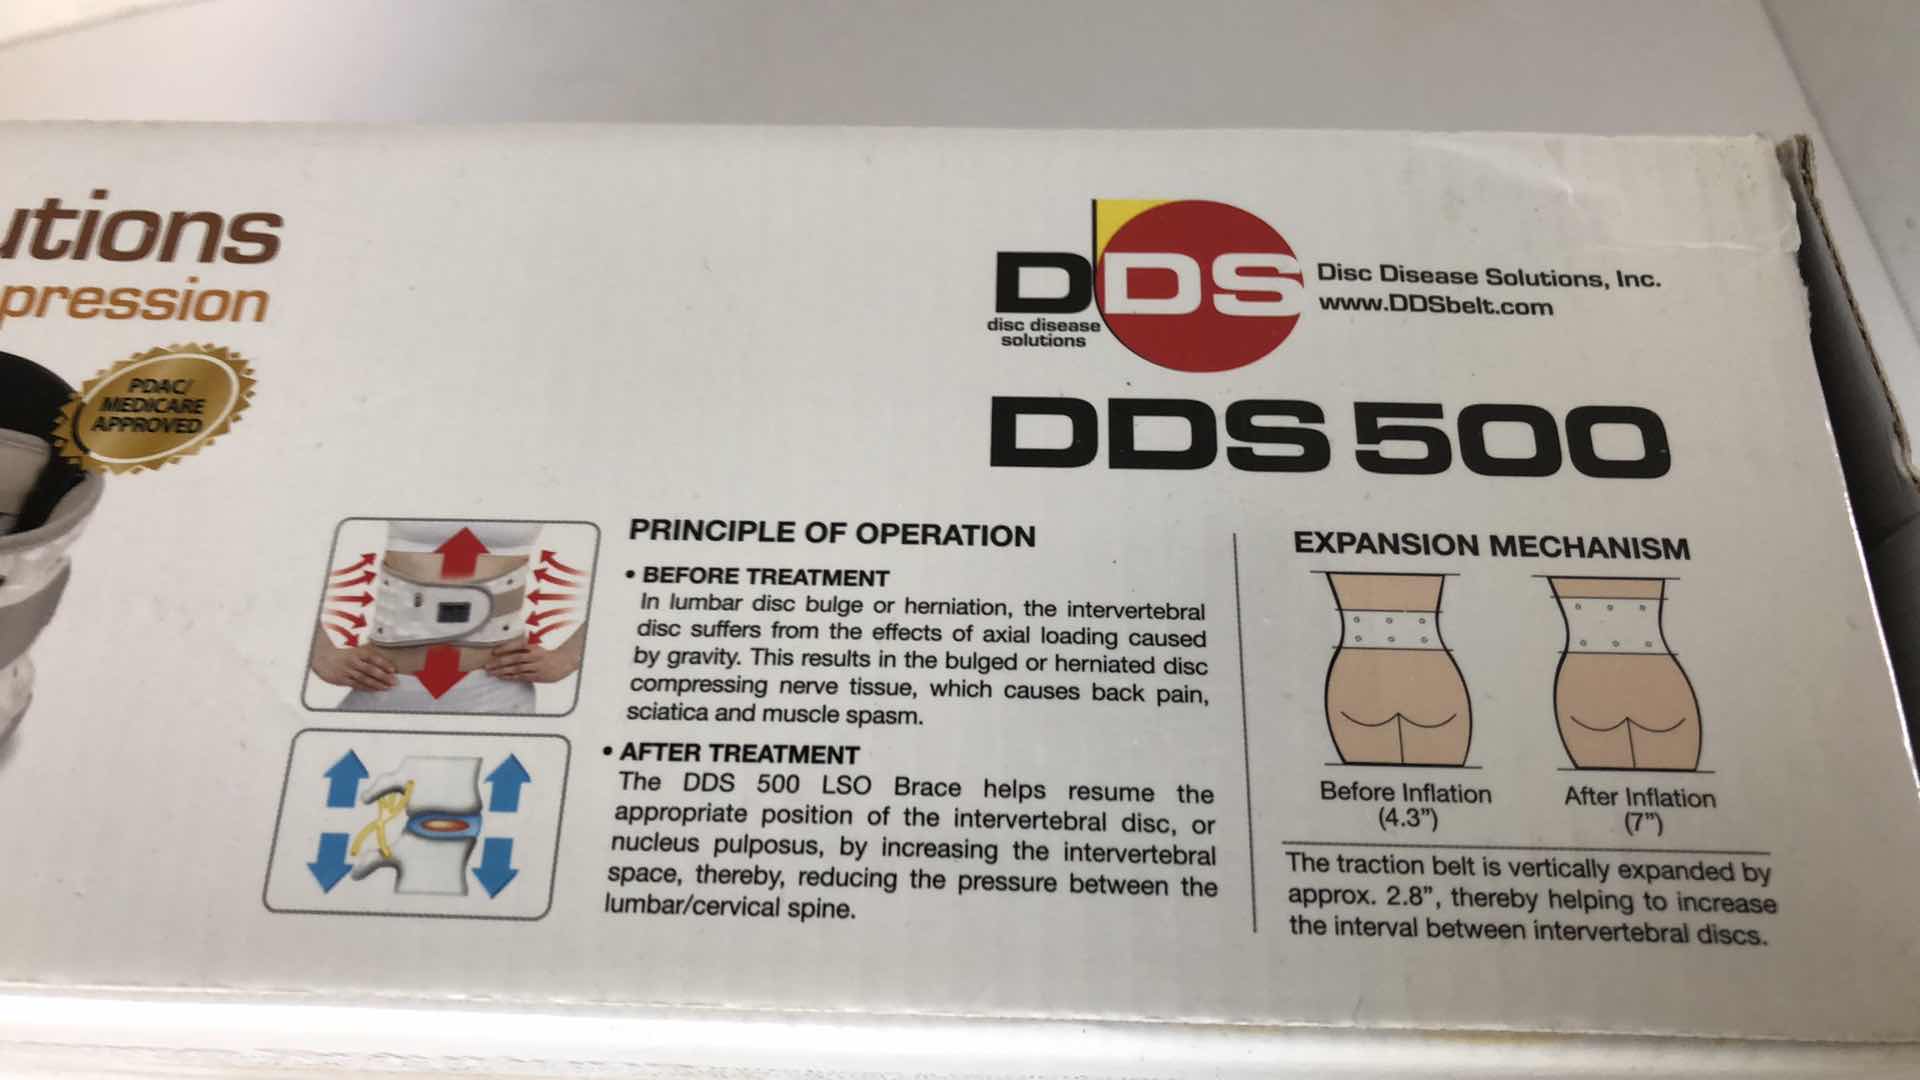 utions
pression
PDAC/
MEDICARE
APPROVED
DDS
disc disease
solutions
Disc Disease Solutions, Inc.
www.DDSbelt.com
DDS 500
PRINCIPLE OF OPERATION
• BEFORE TREATMENT
In lumbar disc bulge or herniation, the intervertebral
disc suffers from the effects of axial loading caused
by gravity. This results in the bulged or herniated disc
compressing nerve tissue, which causes back pain,
sciatica and muscle spasm.
• AFTER TREATMENT
The DDS 500 LSO Brace helps resume the
appropriate position of the intervertebral disc, or
nucleus pulposus, by increasing the intervertebral
space, thereby, reducing the pressure between the
lumbar/cervical spine.
EXPANSION MECHANISM
Before Inflation
(4.3”)
After Inflation
(7”)
The traction belt is vertically expanded by
approx. 2.8”, thereby helping to increase
the interval between intervertebral discs.